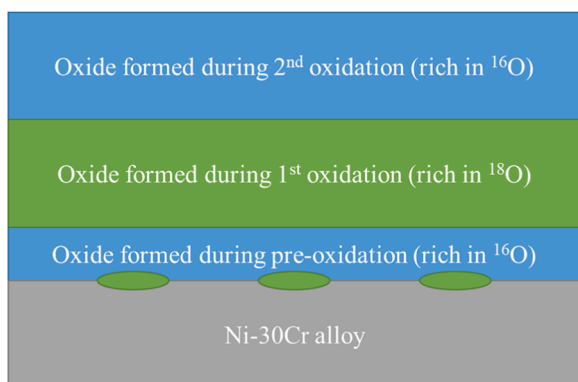 Oxide formed during 2nd oxidation (rich in 16O)
Oxide formed during 1st oxidation (rich in 18O)
Oxide formed during pre-oxidation (rich in 16O)
Ni-30Cr alloy